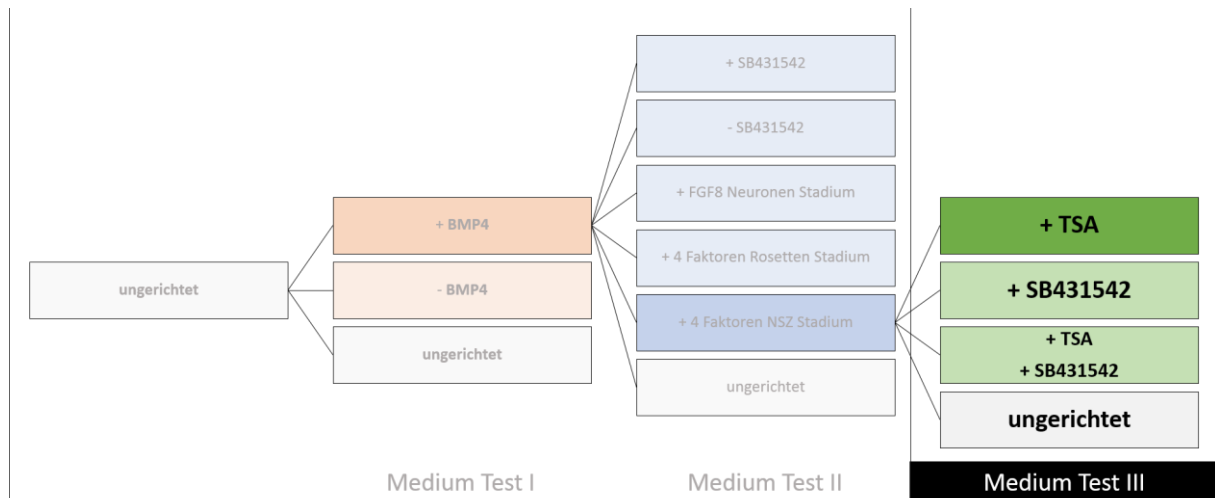 ungerichtet
+ BMP4
- BMP4
ungerichtet
Medium Test I
+ SB431542
- SB431542
+ FGF8 Neuronen Stadium
+ 4 Faktoren Rosetten Stadium
+ 4 Faktoren NSZ Stadium
ungerichtet
Medium Test II
+ TSA
+ SB431542
+ TSA
+ SB431542
ungerichtet
Medium Test III